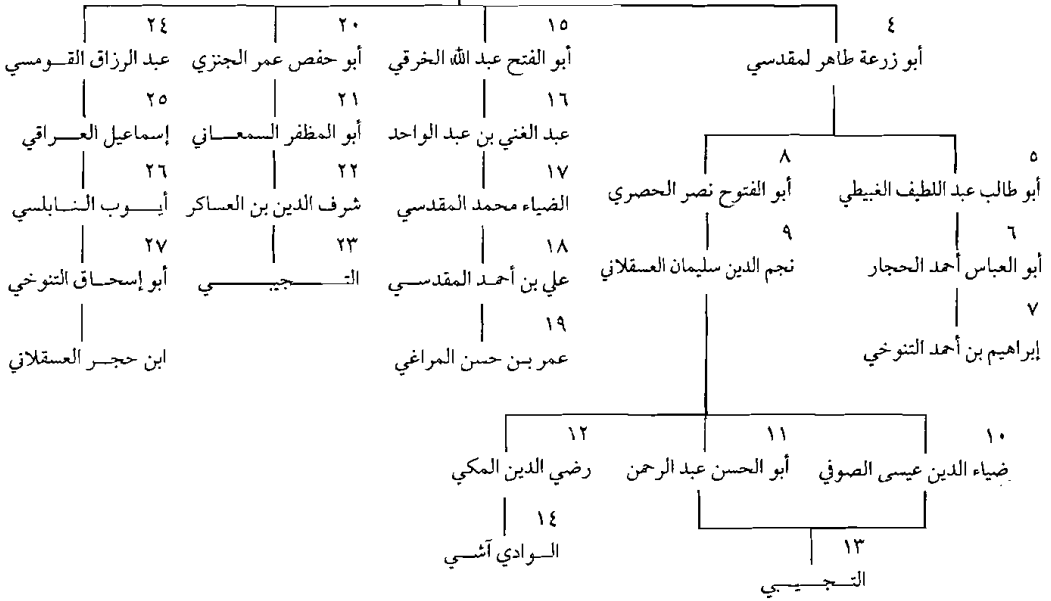 ٤ ١٥ ٢٠ ٢٤
أبو زرعة طاهر لمقدسي أبو الفتح عبد الله الخرقي أبو حفص عمر الجنزي عبد الرزاق القومسي
١٦ ٢١ ٢٥
عبد الغني بن عبد الواحد أبو المظفر السمعاني إسماعيل العراقي
٥ ٨ ١٧ ٢٢ ٢٦
أبو طالب عبد اللطيف الغبيطي أبو الفتوح نصر الحصري الضياء محمد المقدسي شرف الدين بن العساكر أيوب النابلسي
٦ ٩ ١٨ ٢٣ ٢٧
أبو العباس أحمد الحجار نجم الدين سليمان العسقلاني علي بن أحمد المقدسي التجيبي أبو إسحاق التنوخي
٧ ١٩
إبراهيم بن أحمد التنوخي عمر بن حسن المراغي ابن حجر العسقلاني
١٠ ١١ ١٢
ضياء الدين عيسى الصوفي أبو الحسن عبد الرحمن رضي الدين المكي
١٤
الوادي آشي
١٣
التجيبي